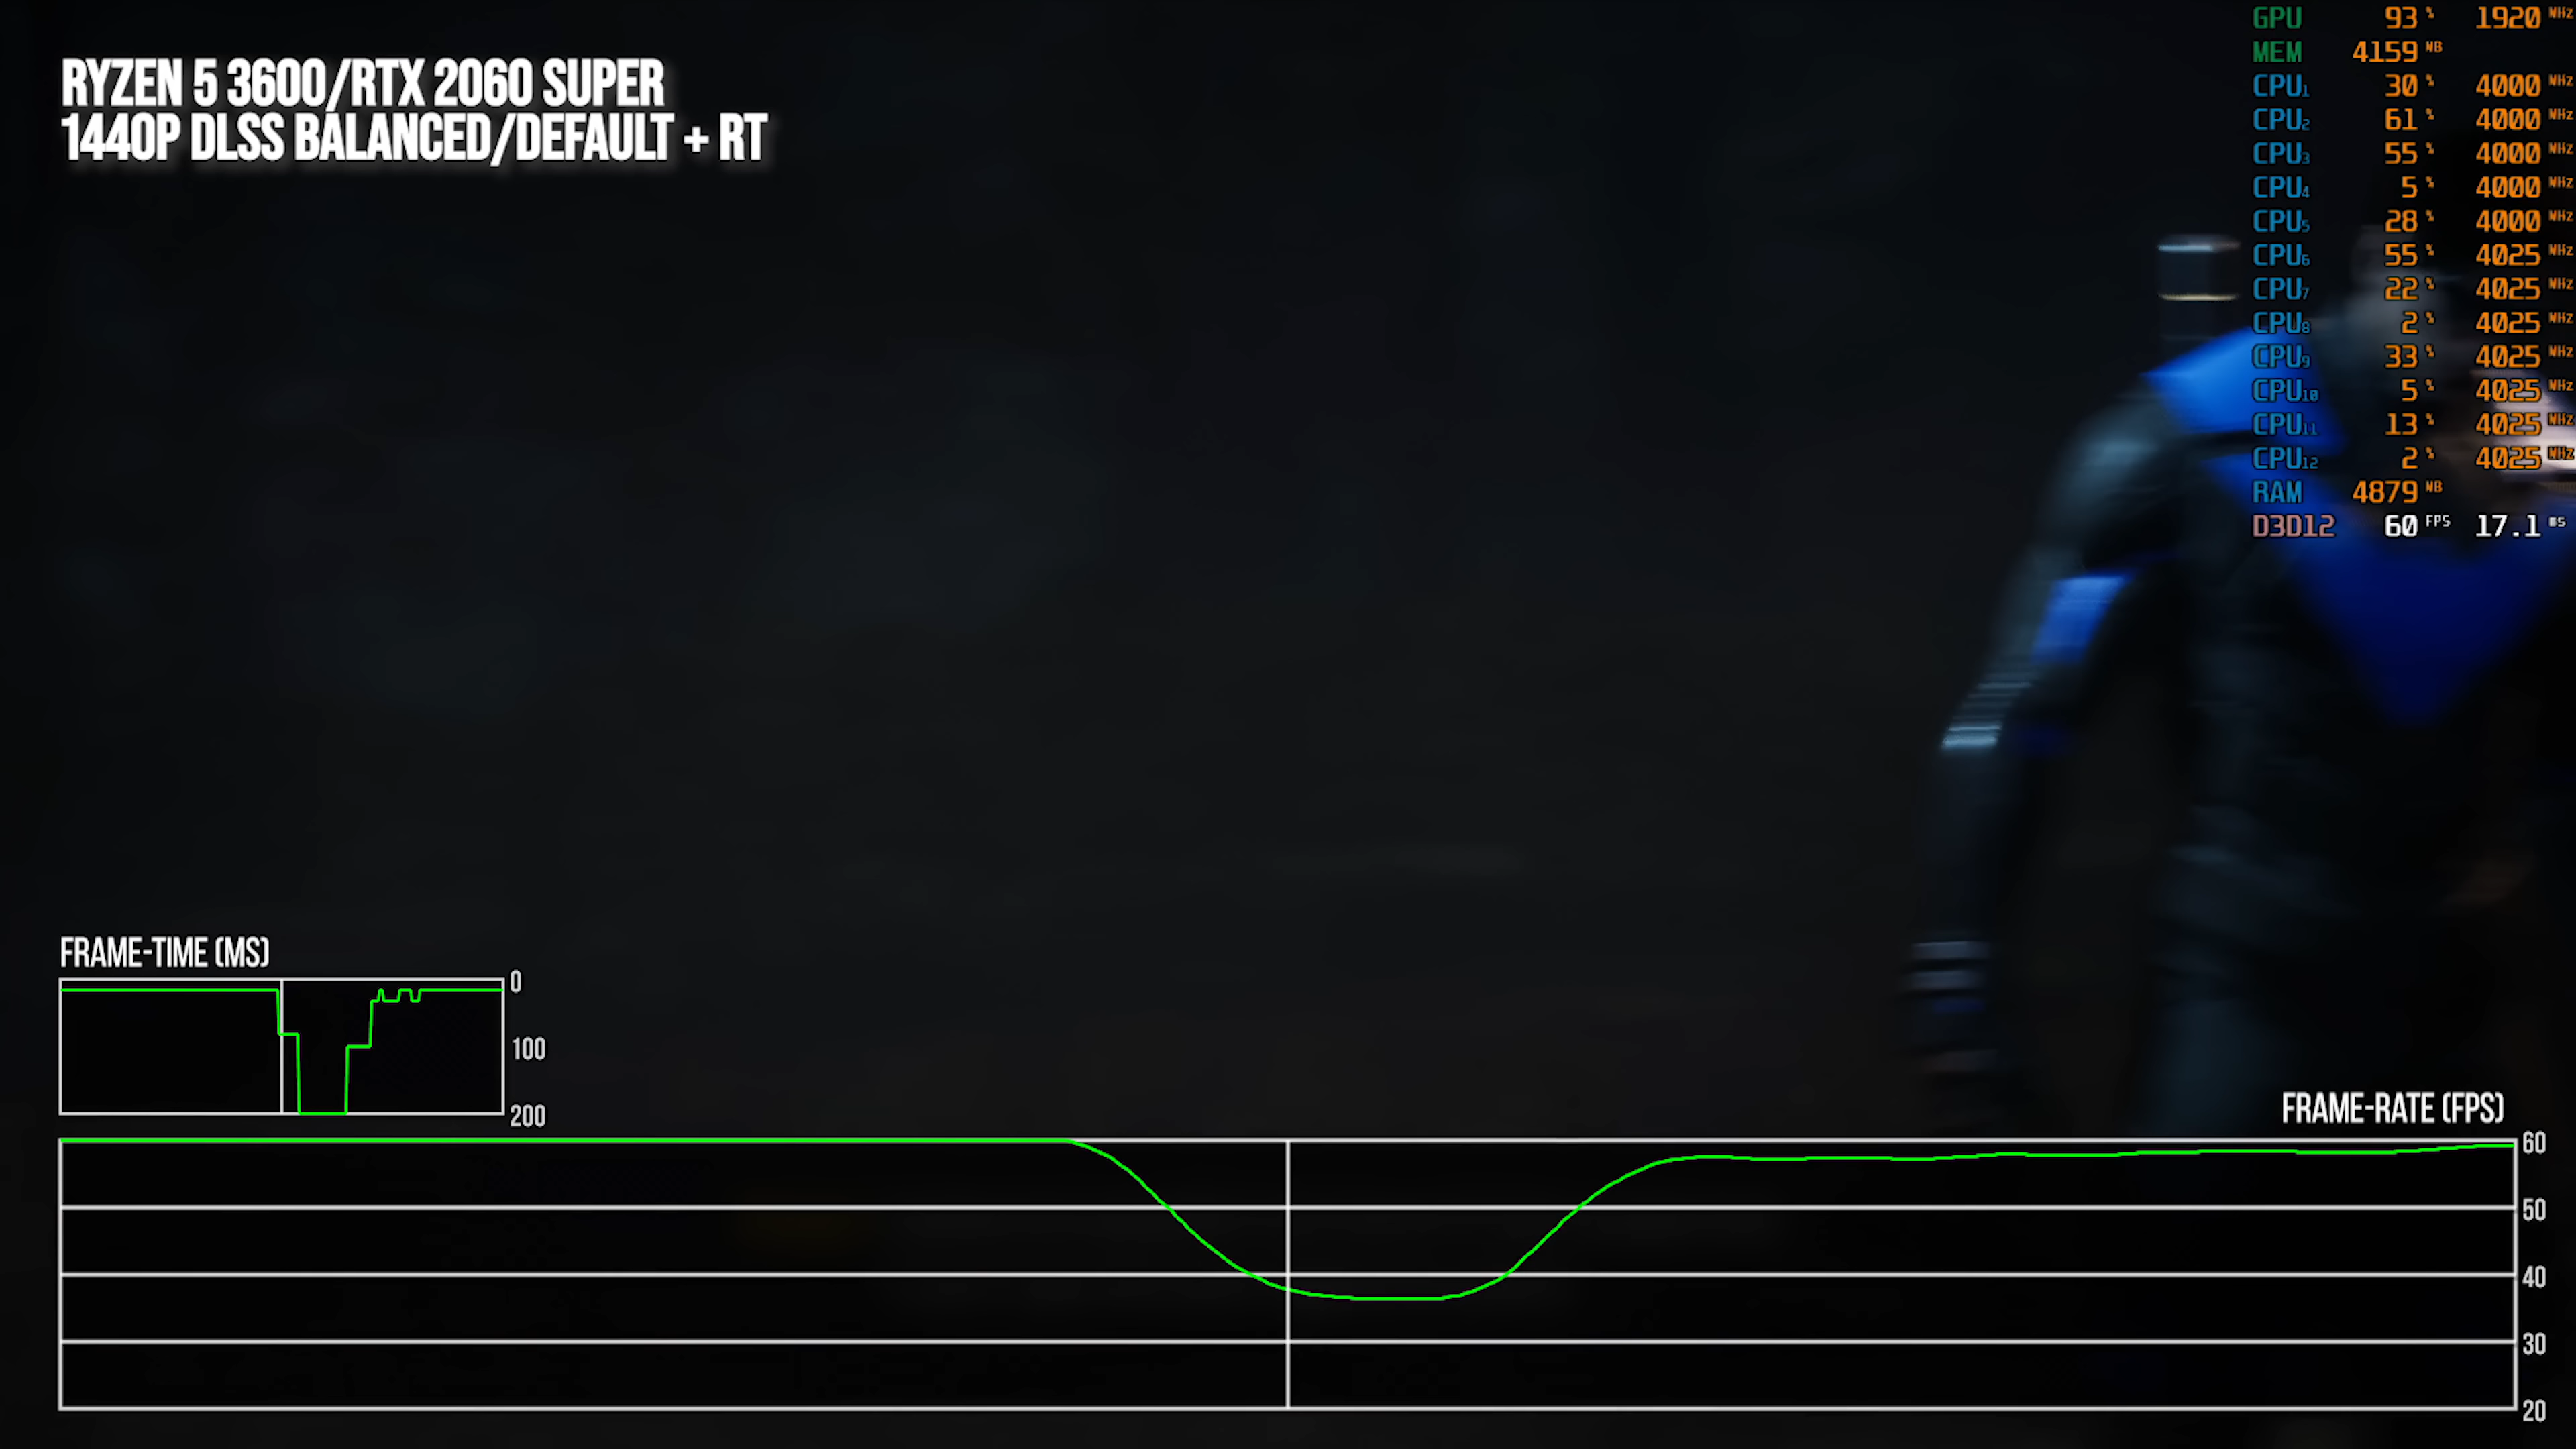 RYZEN 5 3600/RTX 2060 SUPER
1440P DLSS BALANCED/DEFAULT + RT
GPU 93 % 1920 MHz
MEM 4159 MB
CPU1 30 % 4000 MHz
CPU2 61 % 4000 MHz
CPU3 55 % 4000 MHz
CPU4 5 % 4000 MHz
CPU5 28 % 4000 MHz
CPU6 55 % 4025 MHz
CPU7 22 % 4025 MHz
CPU8 2 % 4025 MHz
CPU9 33 % 4025 MHz
CPU10 5 % 4025 MHz
CPU11 13 % 4025 MHz
CPU12 2 % 4025 MHz
RAM 4879 MB
D3D12 60 FPS 17.1 ms
FRAME-TIME (MS)
0
100
200
FRAME-RATE (FPS)
60
50
40
30
20